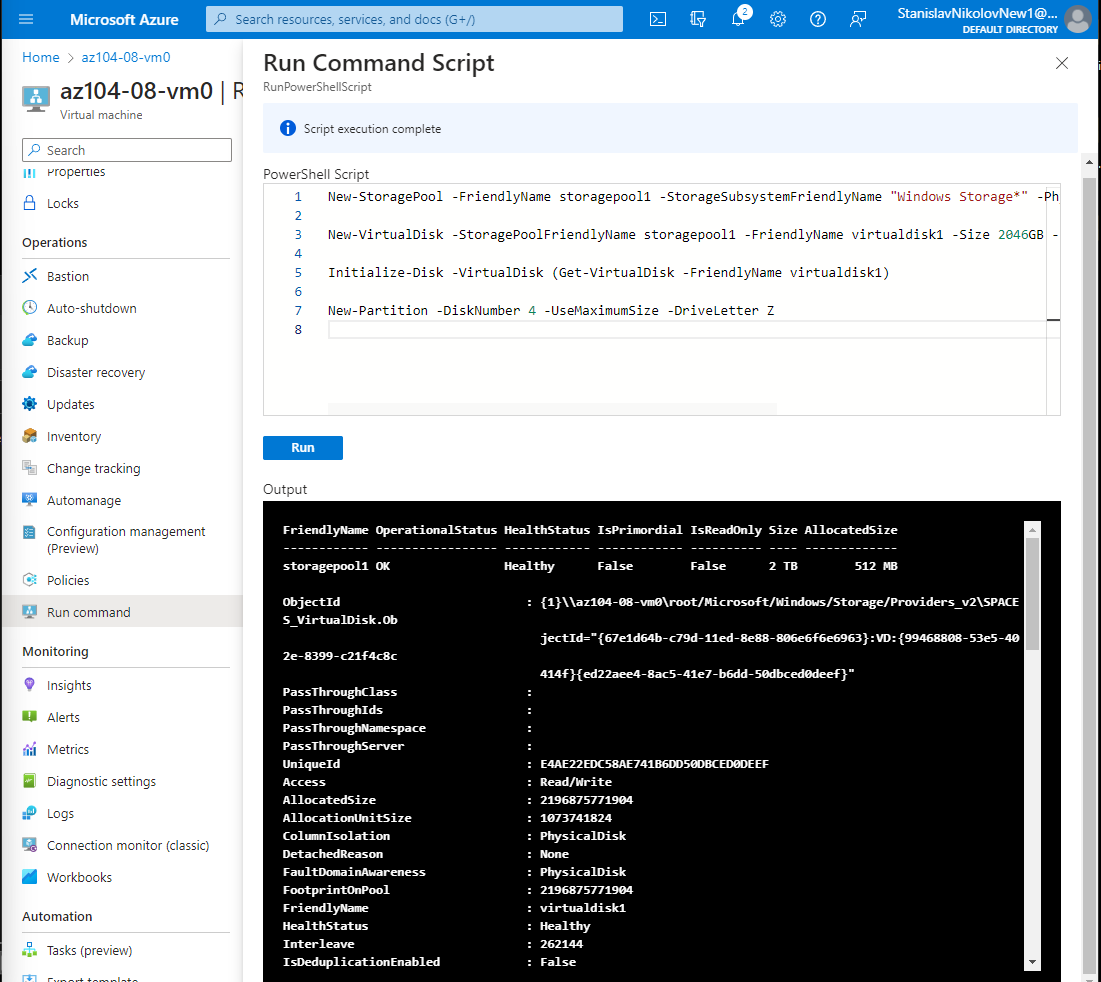 Microsoft Azure
Search resources, services, and docs (G+/)
2
StanislavNikolovNew1@...
DEFAULT DIRECTORY
Home > az104-08-vm0
az104-08-vm0 | R
Virtual machine
Search
Properties
Locks
Operations
Bastion
Auto-shutdown
Backup
Disaster recovery
Updates
Inventory
Change tracking
Automanage
Configuration management
(Preview)
Policies
Run command
Monitoring
Insights
Alerts
Metrics
Diagnostic settings
Logs
Connection monitor (classic)
Workbooks
Automation
Tasks (preview)
Export template
Run Command Script
RunPowerShellScript
Script execution complete
PowerShell Script
1 New-StoragePool -FriendlyName storagepool1 -StorageSubsystemFriendlyName "Windows Storage*" -Ph
2
3 New-VirtualDisk -StoragePoolFriendlyName storagepool1 -FriendlyName virtualdisk1 -Size 2046GB -
4
5 Initialize-Disk -VirtualDisk (Get-VirtualDisk -FriendlyName virtualdisk1)
6
7 New-Partition -DiskNumber 4 -UseMaximumSize -DriveLetter Z
8
Run
Output
FriendlyName OperationalStatus HealthStatus IsPrimordial IsReadOnly Size AllocatedSize
------------ ----------------- ------------ ------------ ---------- ---- -------------
storagepool1 OK Healthy False False 2 TB 512 MB
ObjectId : {1}\\az104-08-vm0\root/Microsoft/Windows/Storage/Providers_v2\SPACE
S_VirtualDisk.Ob
jectId="{67e1d64b-c79d-11ed-8e88-806e6f6e6963}:VD:{99468808-53e5-40
2e-8399-c21f4c8c
414f}{ed22aee4-8ac5-41e7-b6dd-50dbced0deef}"
PassThroughClass :
PassThroughIds :
PassThroughNamespace :
PassThroughServer :
UniqueId : E4AE22EDC58AE741B6DD50DBCED0DEEF
Access : Read/Write
AllocatedSize : 2196875771904
AllocationUnitSize : 1073741824
ColumnIsolation : PhysicalDisk
DetachedReason : None
FaultDomainAwareness : PhysicalDisk
FootprintOnPool : 2196875771904
FriendlyName : virtualdisk1
HealthStatus : Healthy
Interleave : 262144
IsDeduplicationEnabled : False